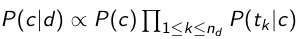 P(c|d) ∝ P(c) ∏_{1≤k≤n_d} P(t_k|c)